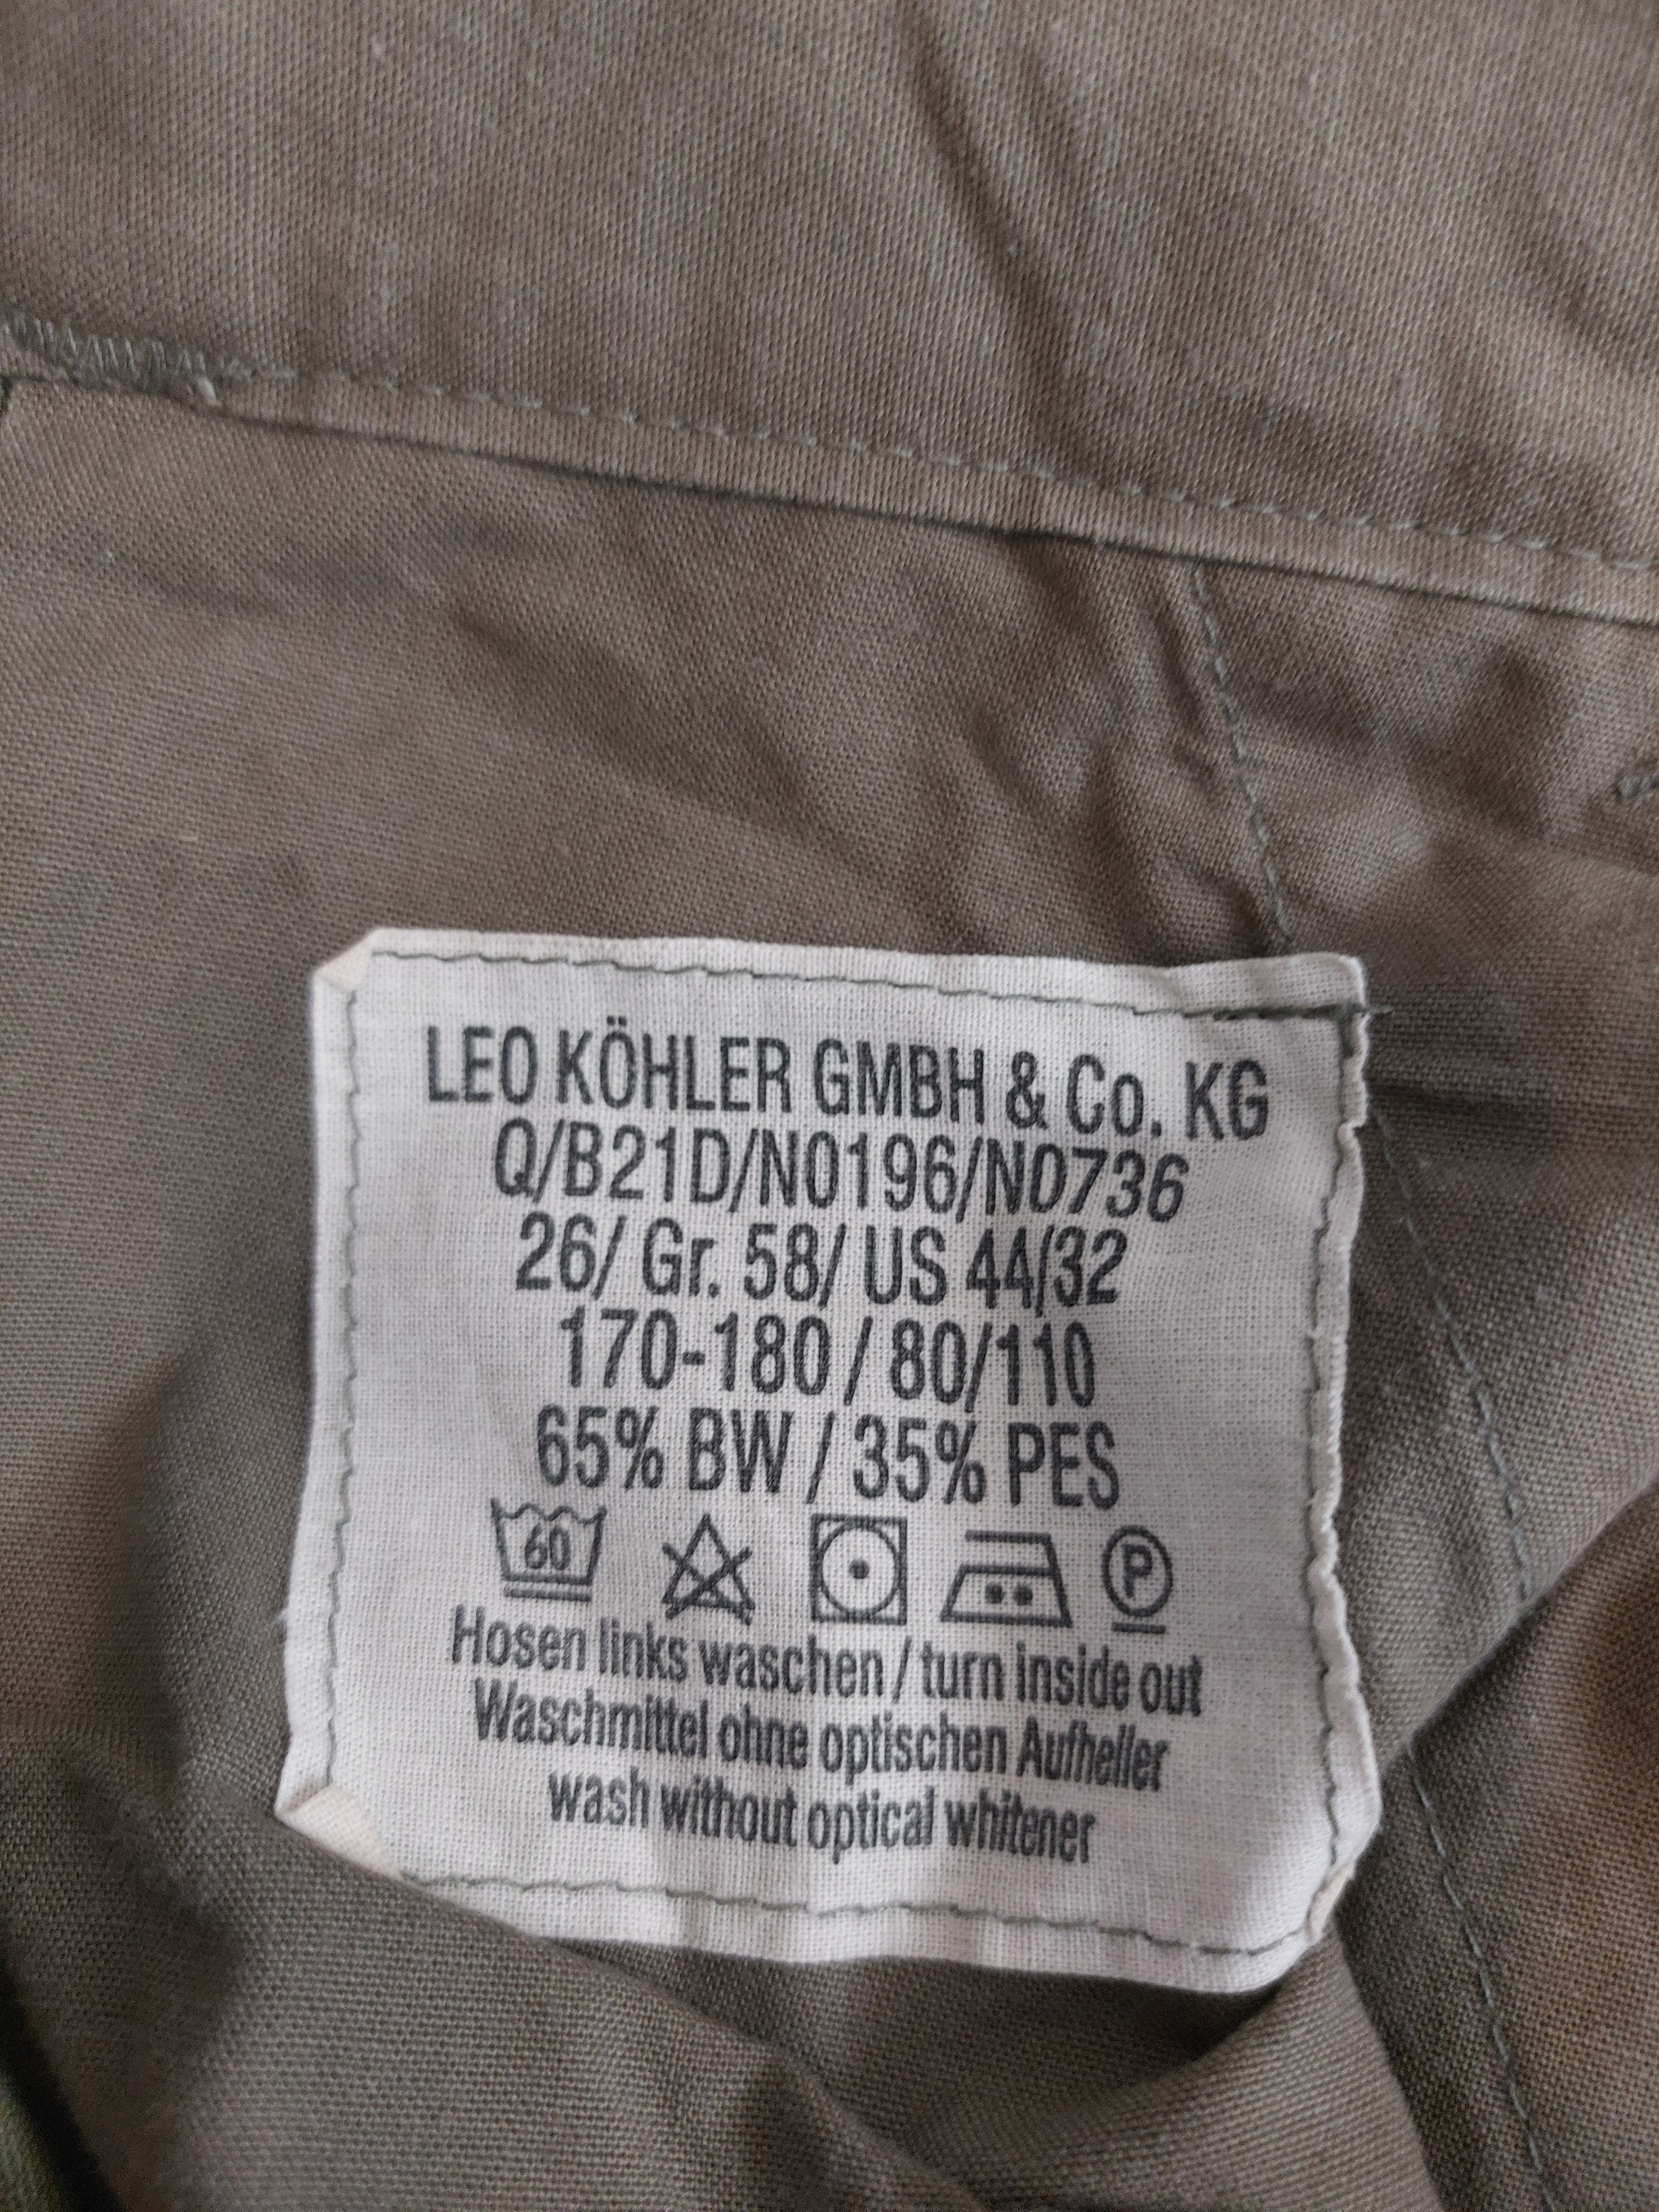 LEO KÖHLER GMBH & Co. KG
Q/B21D/N0196/N0736
26/ Gr. 58/ US 44/32
170-180 / 80/110
65% BW / 35% PES
60 P
Hosen links waschen / turn inside out
Waschmittel ohne optischen Aufheller
wash without optical whitener